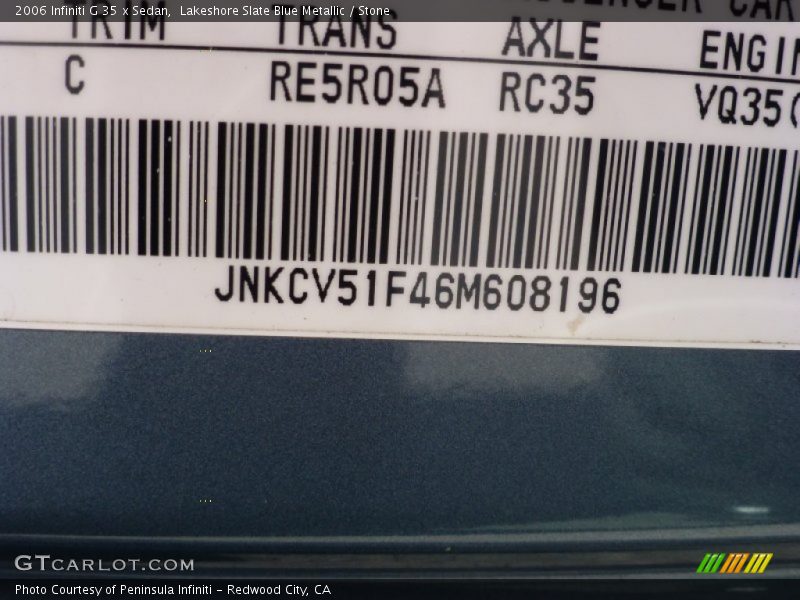 2006 Infiniti G 35 x Sedan, Lakeshore Slate Blue Metallic / Stone
TRIM TRANS AXLE
C RE5R05A RC35 VQ35
JNKCV51F46M608196
GTCARLOT.COM
Photo Courtesy of Peninsula Infiniti - Redwood City, CA